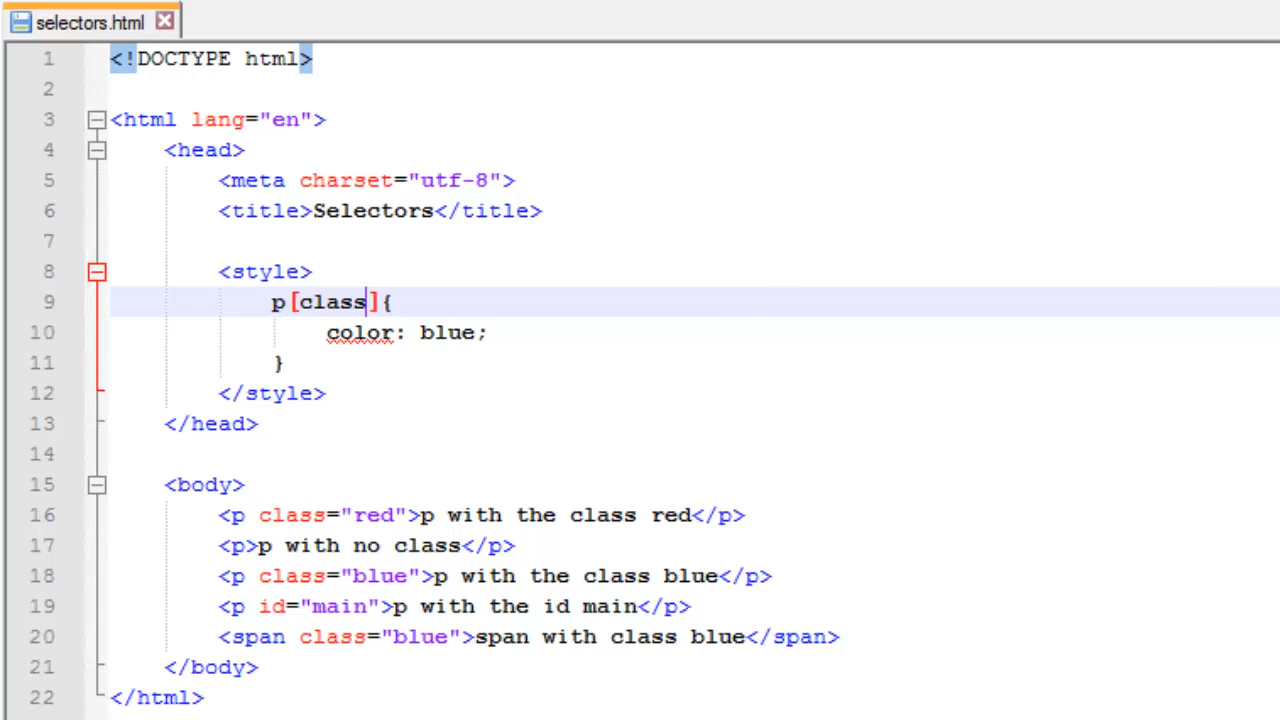 selectors.html
1 <!DOCTYPE html>
2
3 <html lang="en">
4 <head>
5 <meta charset="utf-8">
6 <title>Selectors</title>
7
8 <style>
9 p[class]{
10 color: blue;
11 }
12 </style>
13 </head>
14
15 <body>
16 <p class="red">p with the class red</p>
17 <p>p with no class</p>
18 <p class="blue">p with the class blue</p>
19 <p id="main">p with the id main</p>
20 <span class="blue">span with class blue</span>
21 </body>
22 </html>